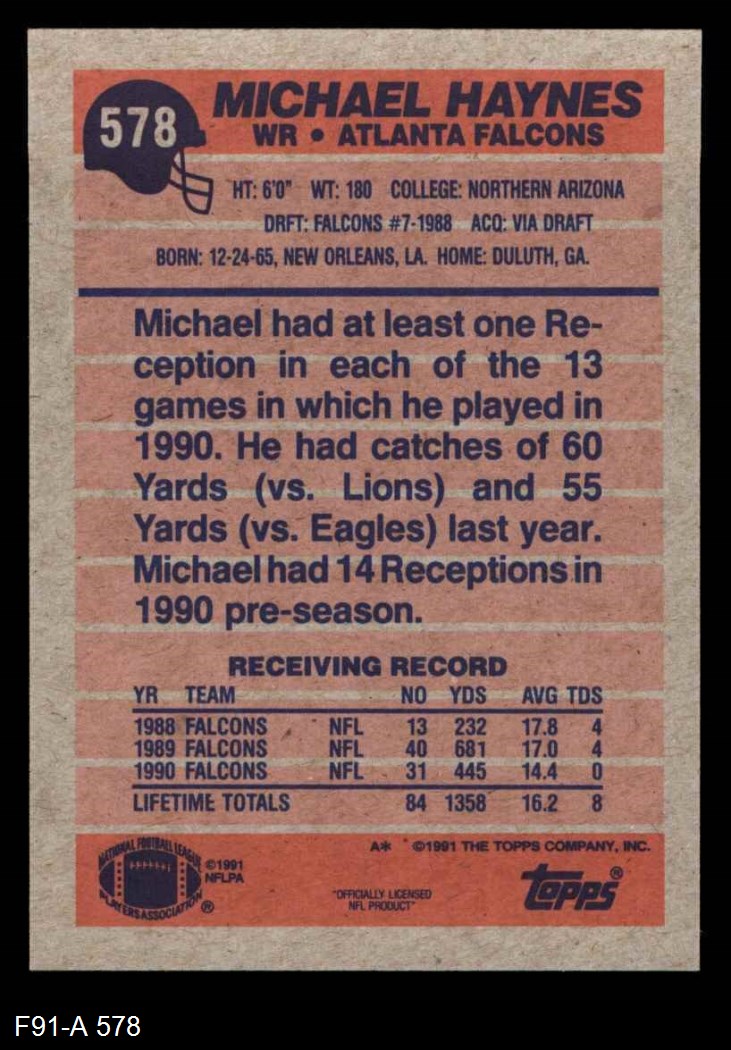 578
MICHAEL HAYNES
WR • ATLANTA FALCONS
HT: 6'0" WT: 180 COLLEGE: NORTHERN ARIZONA
DRFT: FALCONS #7-1988 ACQ: VIA DRAFT
BORN: 12-24-65, NEW ORLEANS, LA. HOME: DULUTH, GA.
Michael had at least one Re-
ception in each of the 13
games in which he played in
1990. He had catches of 60
Yards (vs. Lions) and 55
Yards (vs. Eagles) last year.
Michael had 14 Receptions in
1990 pre-season.
RECEIVING RECORD
YR TEAM NO YDS AVG TDS
1988 FALCONS NFL 13 232 17.8 4
1989 FALCONS NFL 40 681 17.0 4
1990 FALCONS NFL 31 445 14.4 0
LIFETIME TOTALS 84 1358 16.2 8
A* ©1991 THE TOPPS COMPANY, INC.
NATIONAL FOOTBALL LEAGUE
PLAYERS ASSOCIATION ®
©1991
NFLPA
"OFFICIALLY LICENSED
NFL PRODUCT"
topps®
F91-A 578